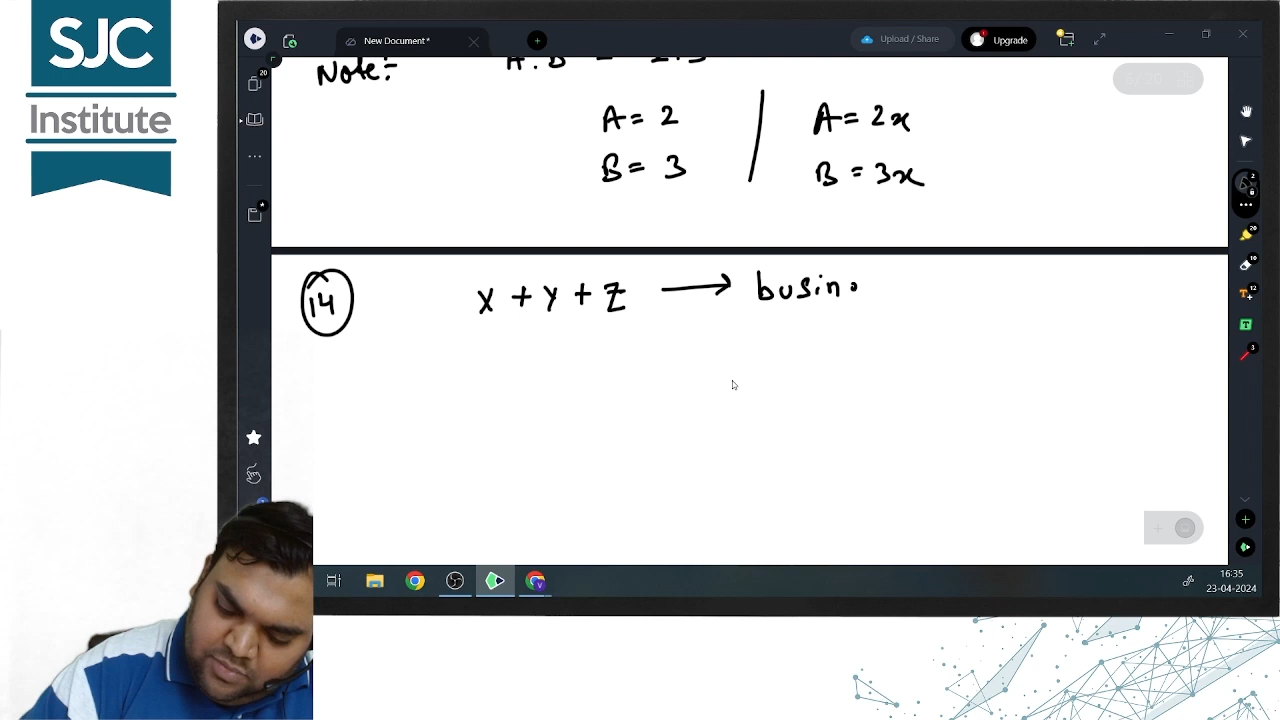 SJC
Institute
New Document*
Upload / Share
Upgrade
Note:-
A = 2
A = 2x
B = 3
B = 3x
14
x + y + z → busin
16:35
23-04-2024